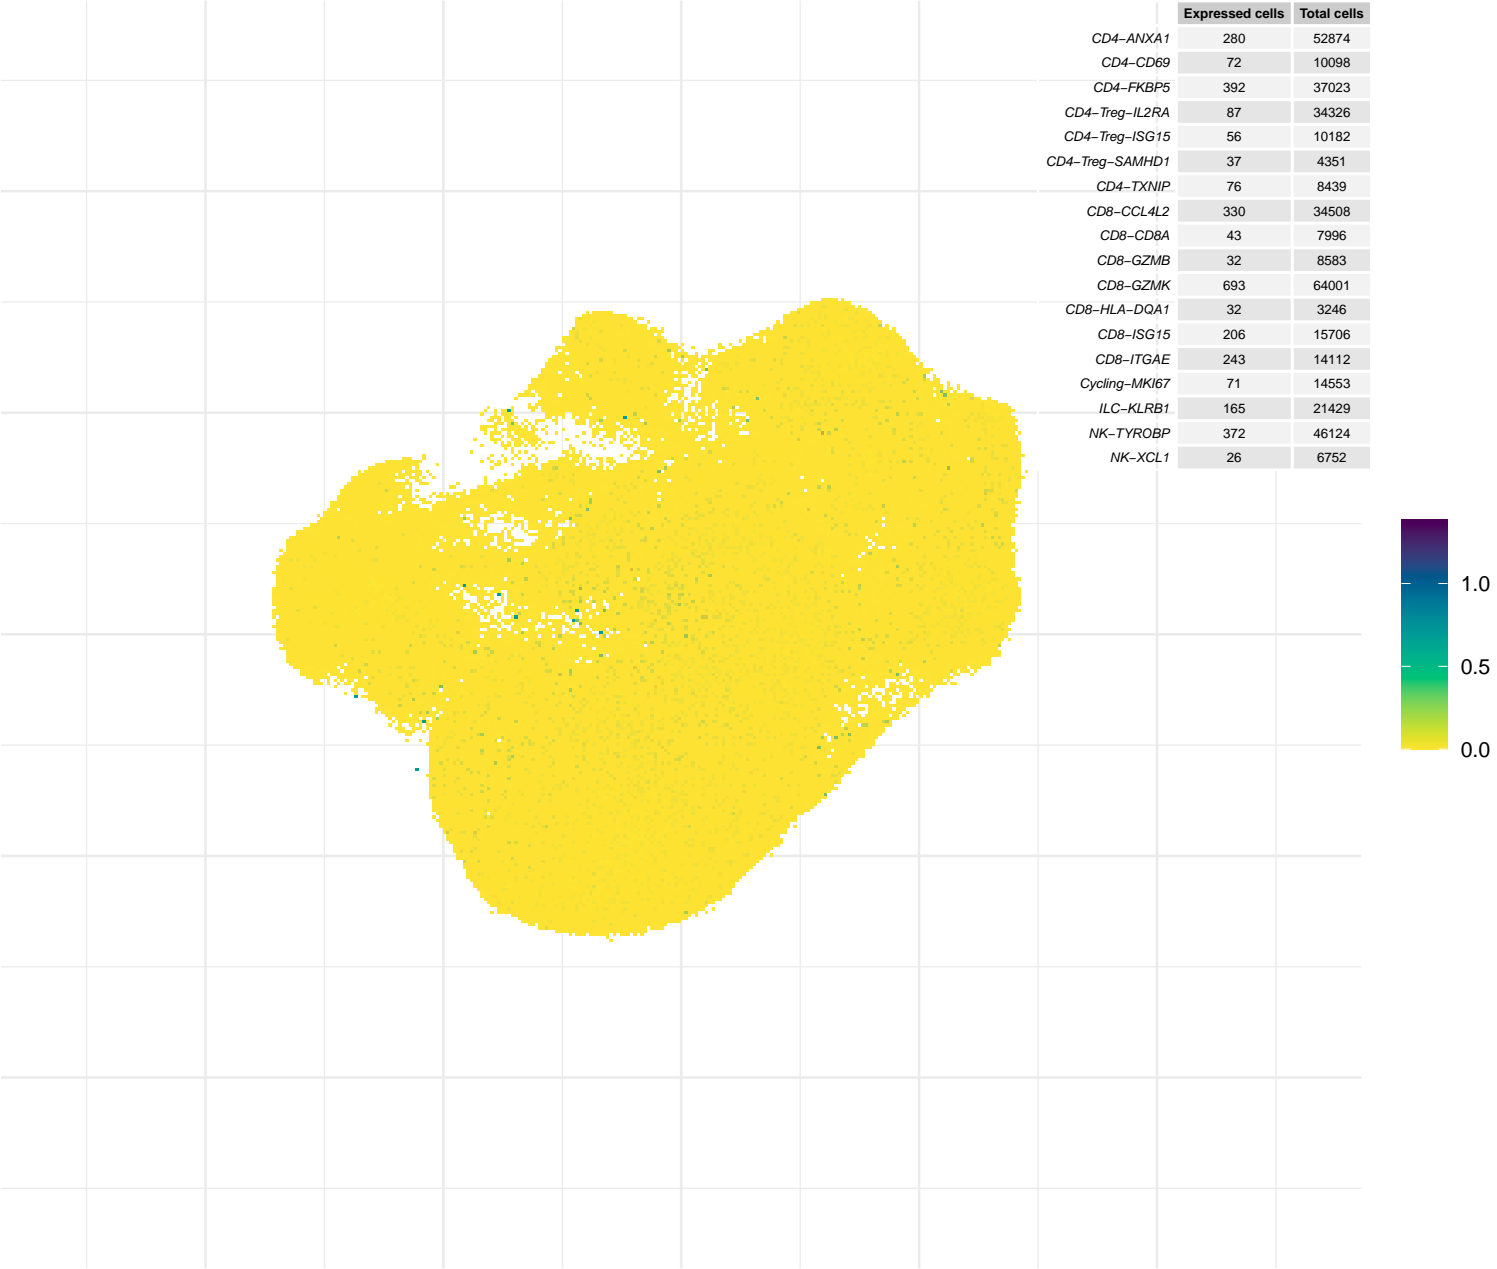 Expressed cells Total cells
CD4−ANXA1 280 52874
CD4−CD69 72 10098
CD4−FKBP5 392 37023
CD4−Treg−IL2RA 87 34326
CD4−Treg−ISG15 56 10182
CD4−Treg−SAMHD1 37 4351
CD4−TXNIP 76 8439
CD8−CCL4L2 330 34508
CD8−CD8A 43 7996
CD8−GZMB 32 8583
CD8−GZMK 693 64001
CD8−HLA−DQA1 32 3246
CD8−ISG15 206 15706
CD8−ITGAE 243 14112
Cycling−MKI67 71 14553
ILC−KLRB1 165 21429
NK−TYROBP 372 46124
NK−XCL1 26 6752
1.0
0.5
0.0